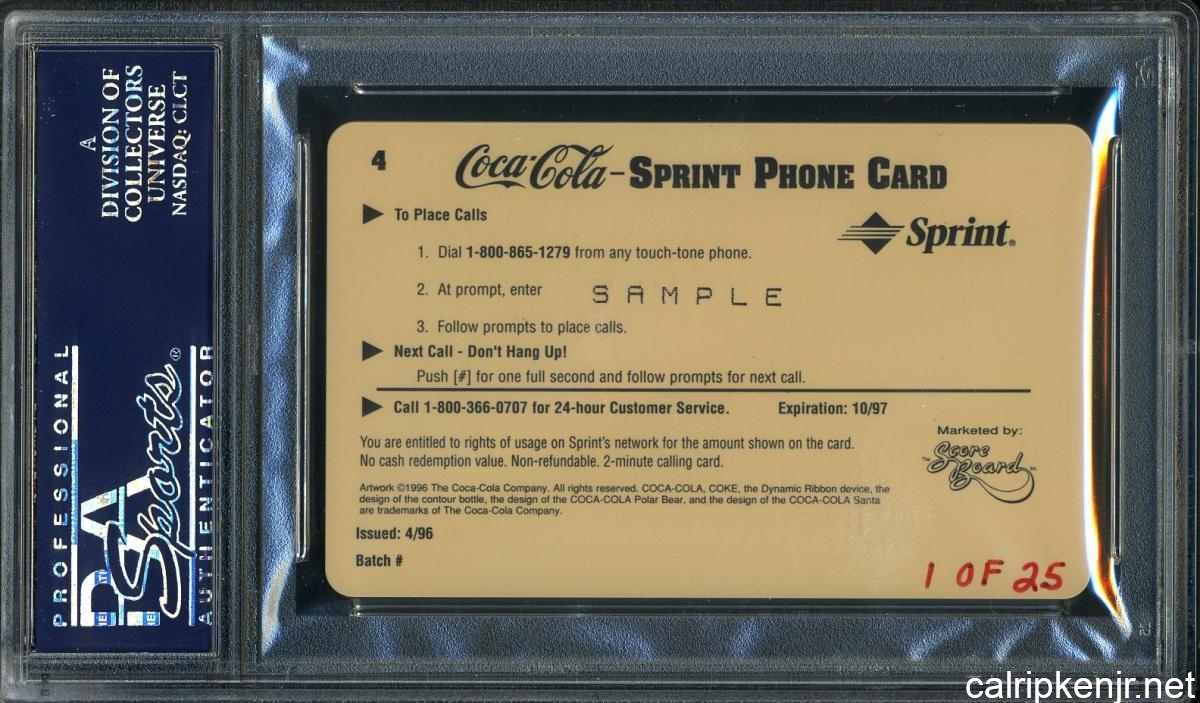 A
DIVISION OF
COLLECTORS
UNIVERSE
NASDAQ: CLCT
PROFESSIONAL
PSA
Sports®
AUTHENTICATOR
4
Coca-Cola - SPRINT PHONE CARD
Sprint®
To Place Calls
1. Dial 1-800-865-1279 from any touch-tone phone.
2. At prompt, enter SAMPLE
3. Follow prompts to place calls.
Next Call - Don't Hang Up!
Push [#] for one full second and follow prompts for next call.
Call 1-800-366-0707 for 24-hour Customer Service. Expiration: 10/97
You are entitled to rights of usage on Sprint's network for the amount shown on the card.
No cash redemption value. Non-refundable. 2-minute calling card.
Marketed by:
The Score Board Inc
Artwork ©1996 The Coca-Cola Company. All rights reserved. COCA-COLA, COKE, the Dynamic Ribbon device, the
design of the contour bottle, the design of the COCA-COLA Polar Bear, and the design of the COCA-COLA Santa
are trademarks of The Coca-Cola Company.
Issued: 4/96
Batch #
1 OF 25
calripkenjr.net